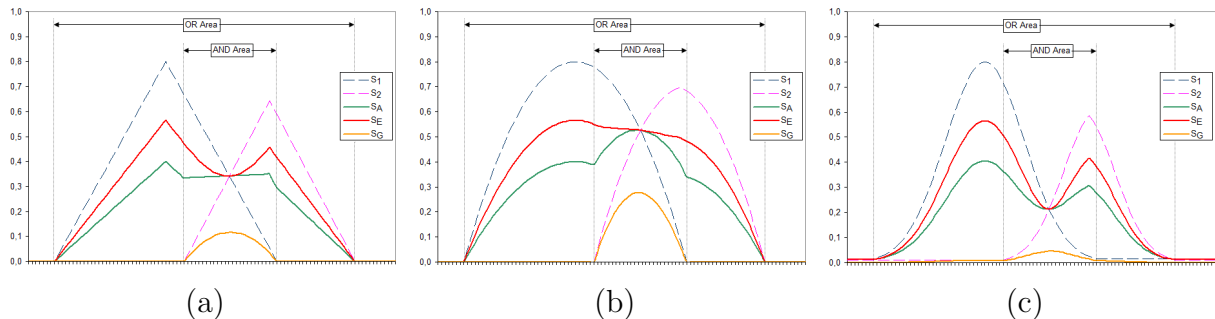 1,0
0,9
0,8
0,7
0,6
0,5
0,4
0,3
0,2
0,1
0,0
OR Area
AND Area
S1
S2
SA
SE
SG
(a)
1,0
0,9
0,8
0,7
0,6
0,5
0,4
0,3
0,2
0,1
0,0
OR Area
AND Area
S1
S2
SA
SE
SG
(b)
1,0
0,9
0,8
0,7
0,6
0,5
0,4
0,3
0,2
0,1
0,0
OR Area
AND Area
S1
S2
SA
SE
SG
(c)